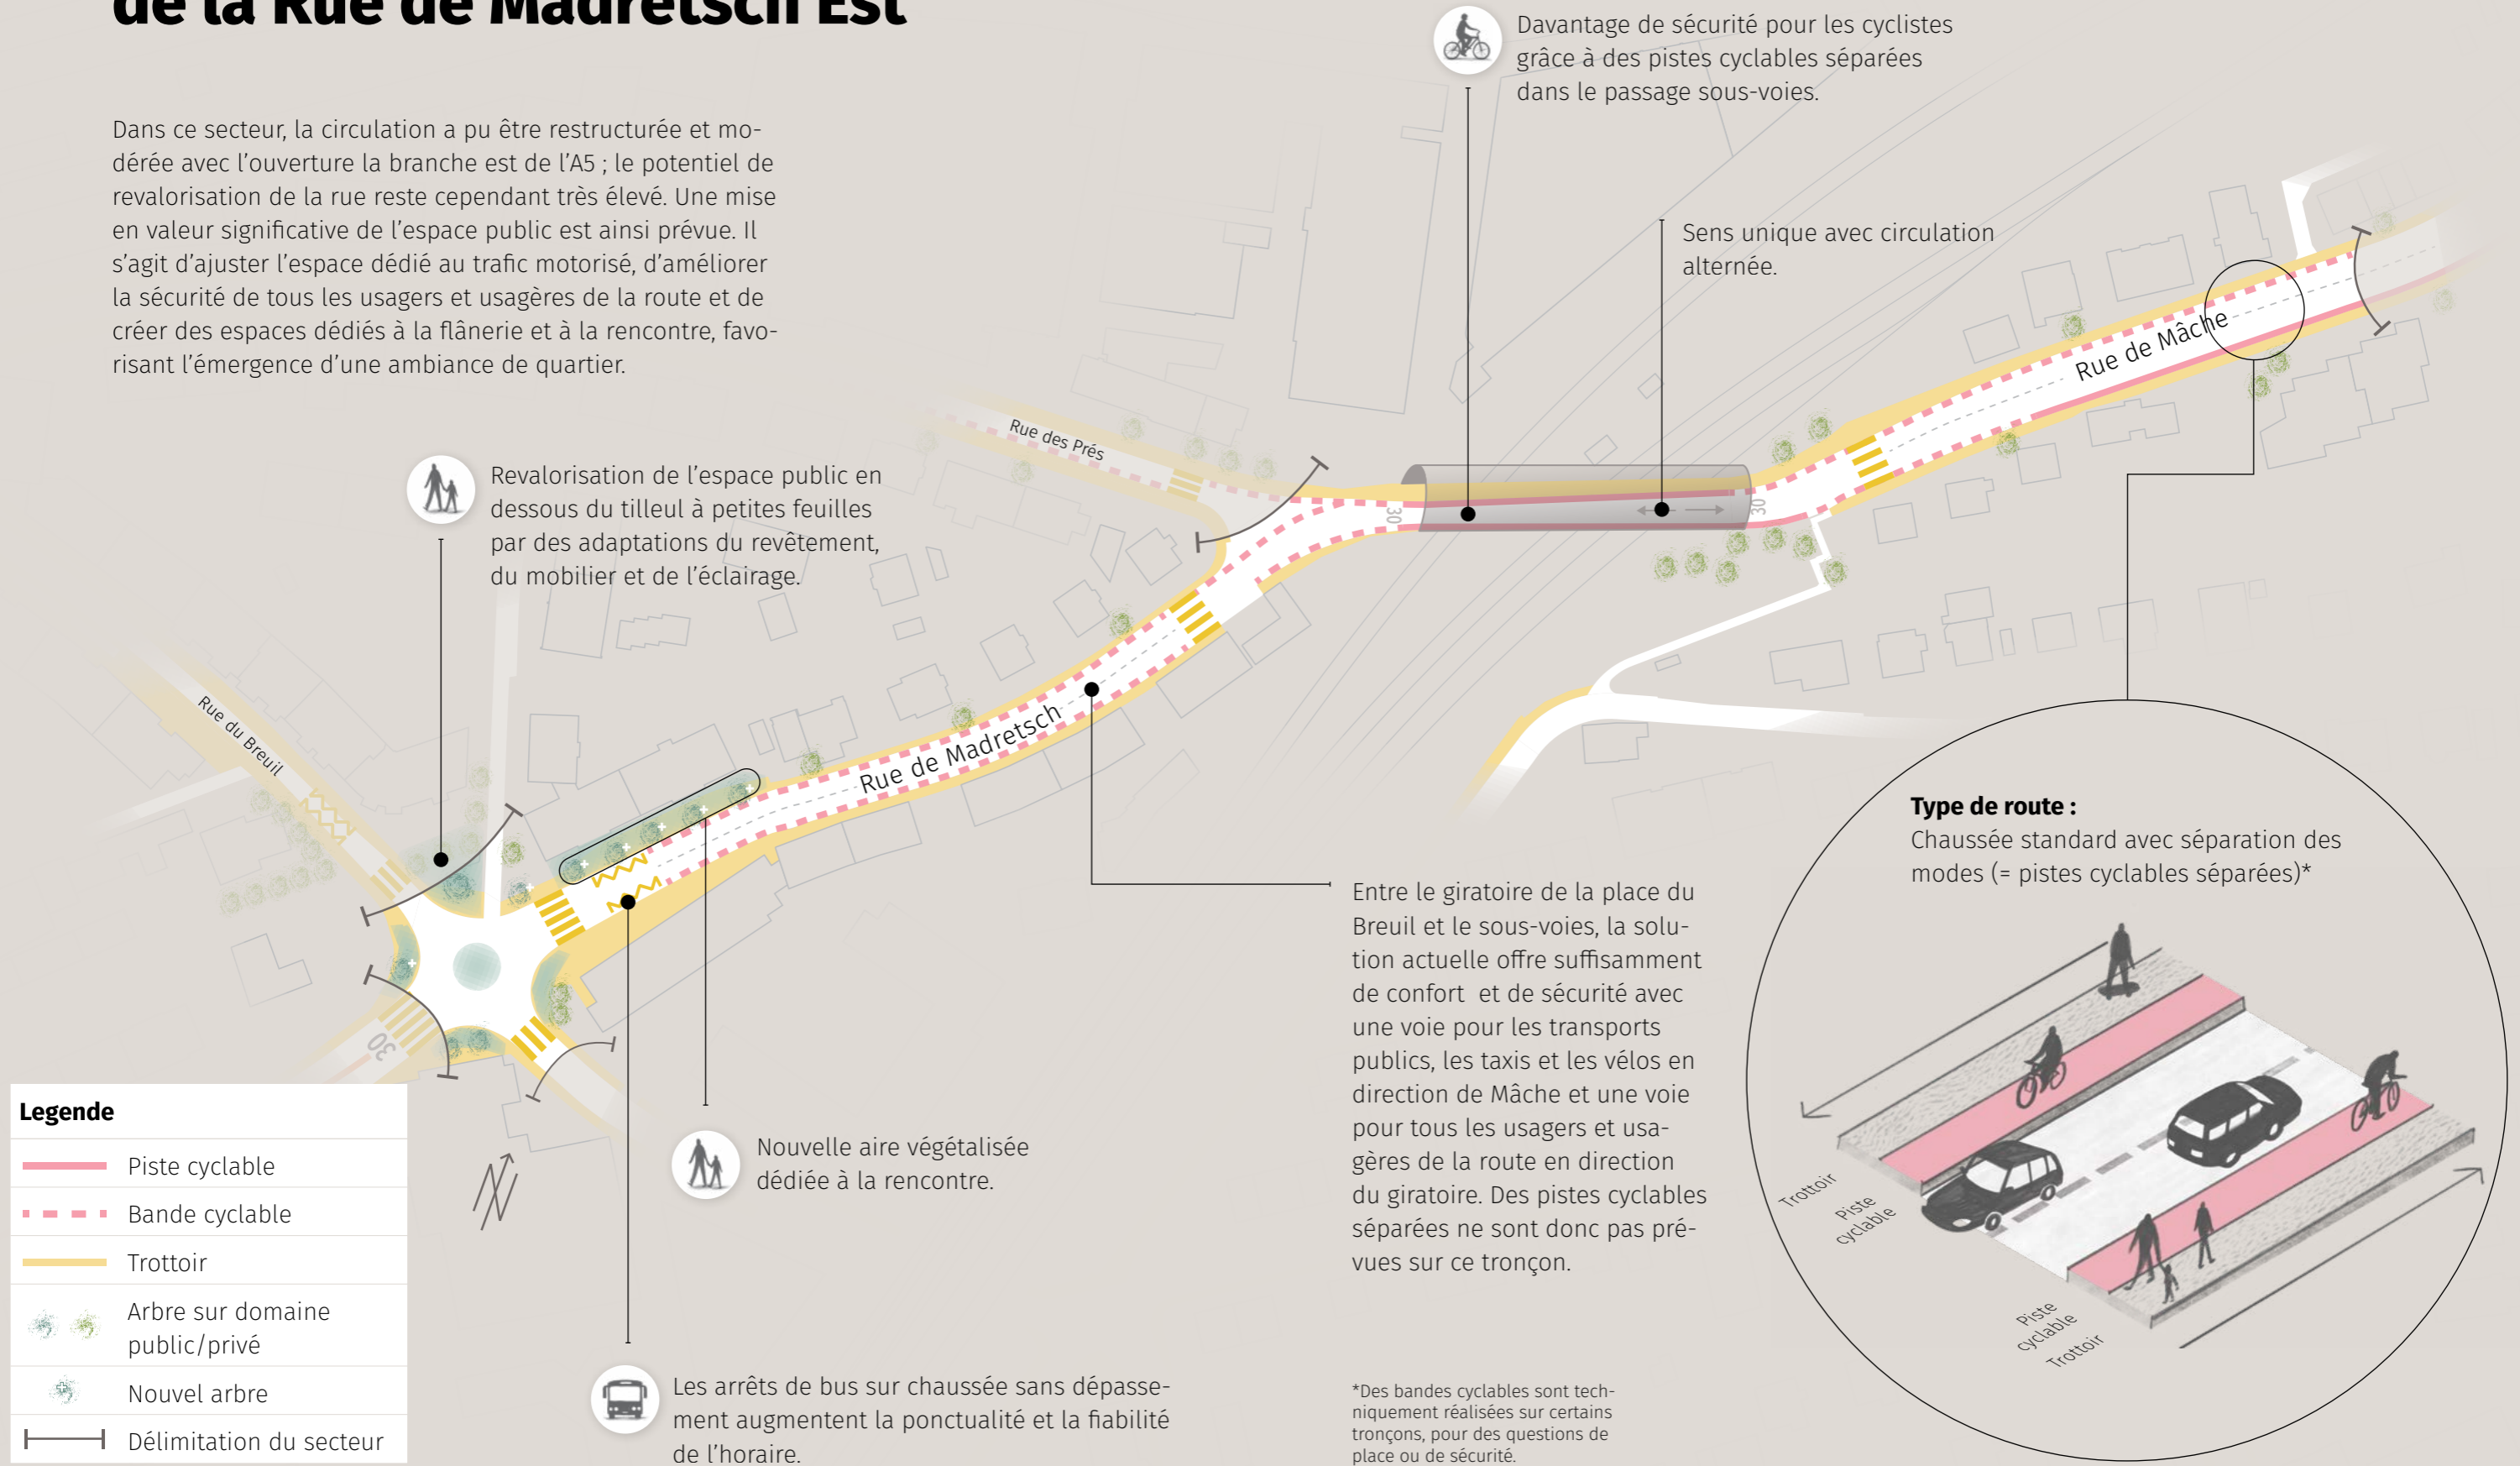 de la Rue de Madretsch Est
Dans ce secteur, la circulation a pu être restructurée et mo-
dérée avec l'ouverture la branche est de l'A5 ; le potentiel de
revalorisation de la rue reste cependant très élevé. Une mise
en valeur significative de l'espace public est ainsi prévue. Il
s'agit d'ajuster l'espace dédié au trafic motorisé, d'améliorer
la sécurité de tous les usagers et usagères de la route et de
créer des espaces dédiés à la flânerie et à la rencontre, favo-
risant l'émergence d'une ambiance de quartier.
Davantage de sécurité pour les cyclistes
grâce à des pistes cyclables séparées
dans le passage sous-voies.
Sens unique avec circulation
alternée.
Rue de Mâche
Rue des Prés
30
30
Revalorisation de l'espace public en
dessous du tilleul à petites feuilles
par des adaptations du revêtement,
du mobilier et de l'éclairage.
Rue du Breuil
Rue de Madretsch
30
Entre le giratoire de la place du
Breuil et le sous-voies, la solu-
tion actuelle offre suffisamment
de confort  et de sécurité avec
une voie pour les transports
publics, les taxis et les vélos en
direction de Mâche et une voie
pour tous les usagers et usa-
gères de la route en direction
du giratoire. Des pistes cyclables
séparées ne sont donc pas pré-
vues sur ce tronçon.
Type de route :
Chaussée standard avec séparation des
modes (= pistes cyclables séparées)*
Trottoir
Piste
cyclable
Piste
cyclable
Trottoir
Nouvelle aire végétalisée
dédiée à la rencontre.
Les arrêts de bus sur chaussée sans dépasse-
ment augmentent la ponctualité et la fiabilité
de l'horaire.
*Des bandes cyclables sont tech-
niquement réalisées sur certains
tronçons, pour des questions de
place ou de sécurité.
Legende
Piste cyclable
Bande cyclable
Trottoir
Arbre sur domaine
public/privé
Nouvel arbre
Délimitation du secteur